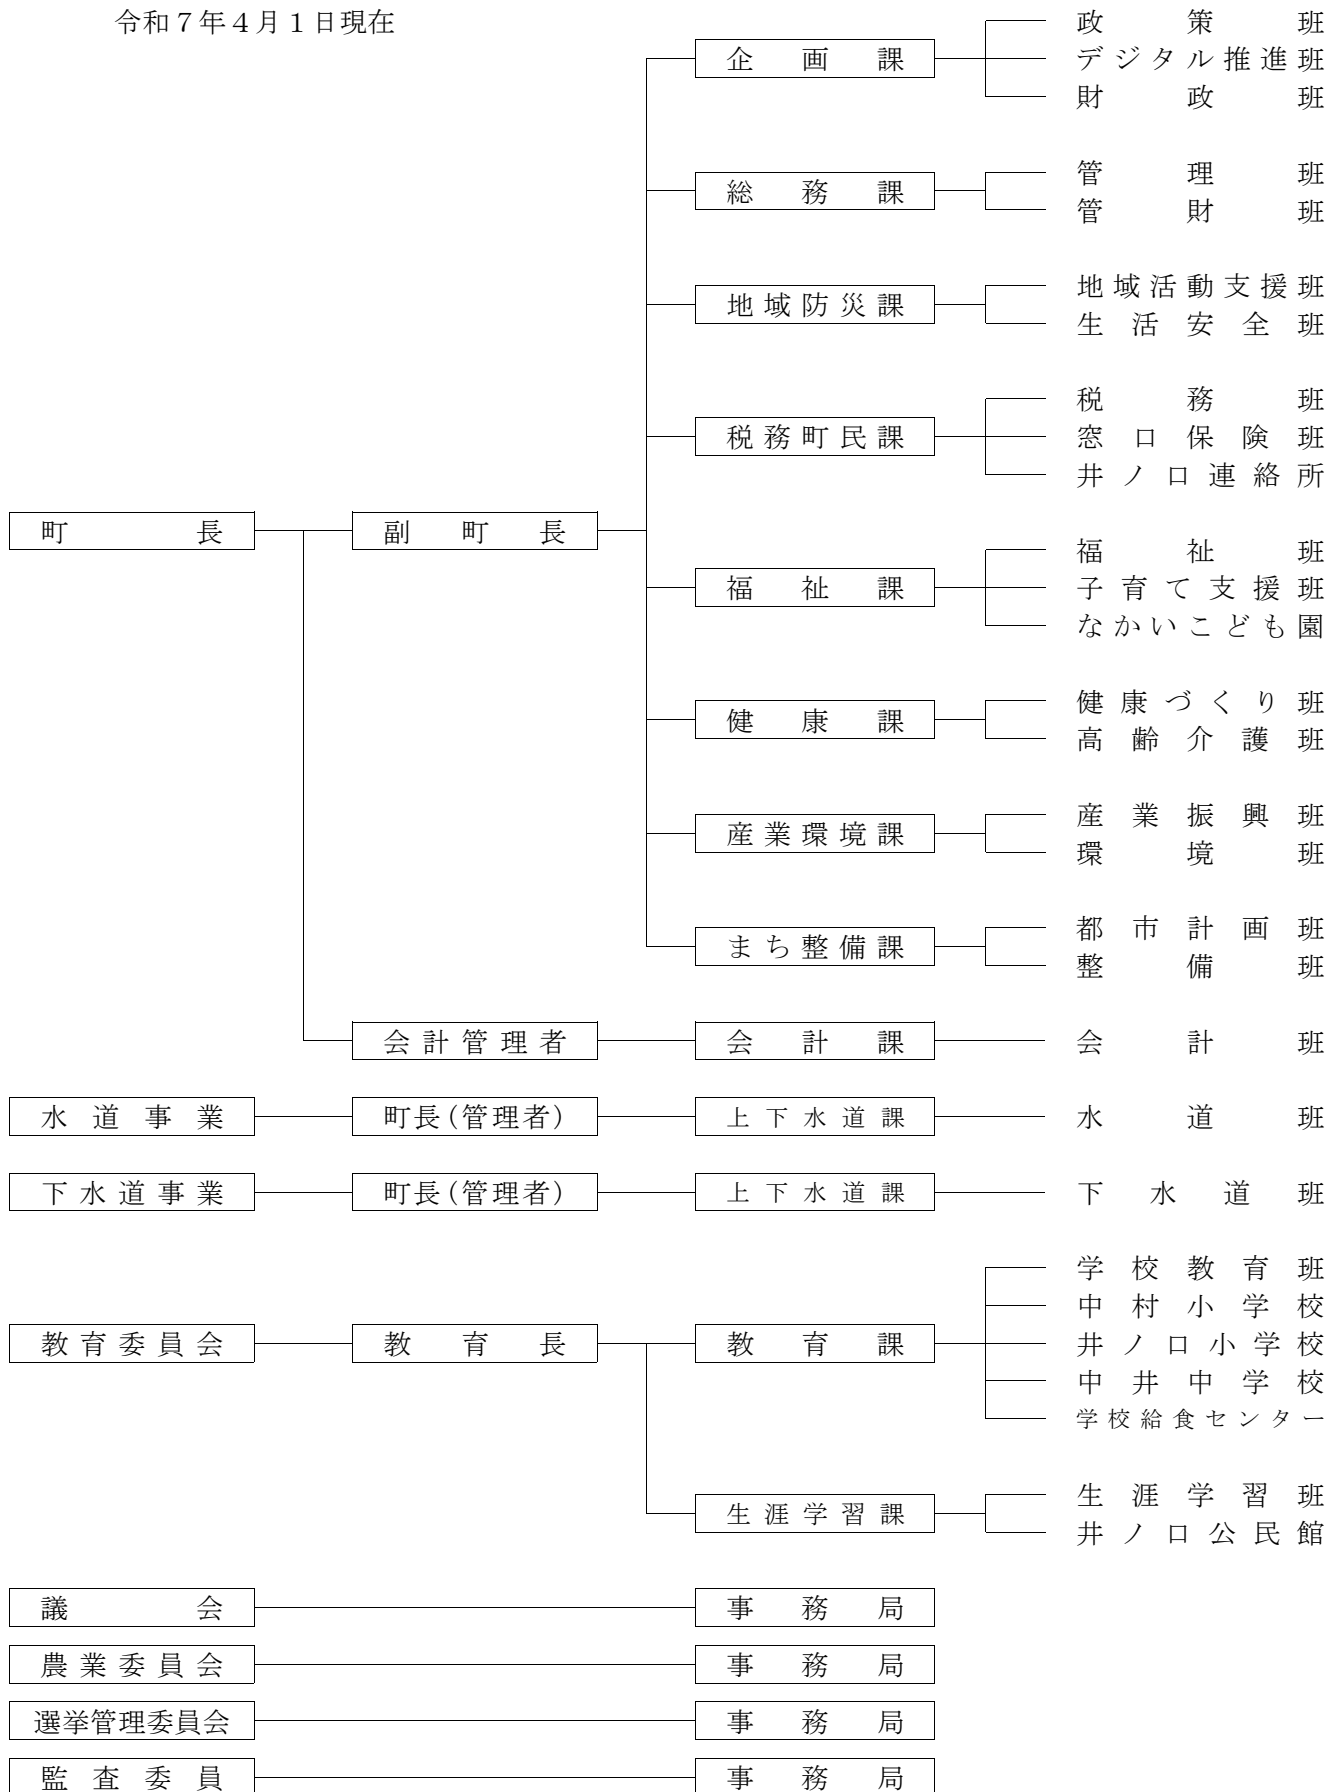 令和７年４月１日現在
企画課
政策班
デジタル推進班
財政班
総務課
管理班
管財班
地域防災課
地域活動支援班
生活安全班
税務町民課
税務班
窓口保険班
井ノ口連絡所
町長
副町長
福祉課
福祉班
子育て支援班
なかいこども園
健康課
健康づくり班
高齢介護班
産業環境課
産業振興班
環境班
まち整備課
都市計画班
整備班
会計管理者
会計課
会計班
水道事業
町長(管理者)
上下水道課
水道班
下水道事業
町長(管理者)
上下水道課
下水道班
教育委員会
教育長
教育課
学校教育班
中村小学校
井ノ口小学校
中井中学校
学校給食センター
生涯学習課
生涯学習班
井ノ口公民館
議会
事務局
農業委員会
事務局
選挙管理委員会
事務局
監査委員
事務局